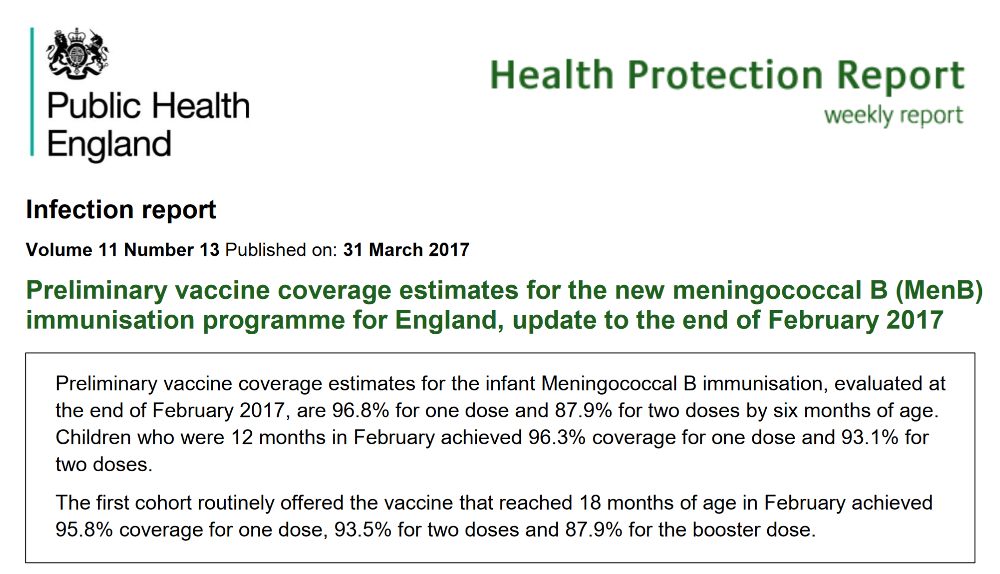 Public Health
England
Health Protection Report
weekly report
Infection report
Volume 11 Number 13 Published on: 31 March 2017
Preliminary vaccine coverage estimates for the new meningococcal B (MenB)
immunisation programme for England, update to the end of February 2017
Preliminary vaccine coverage estimates for the infant Meningococcal B immunisation, evaluated at
the end of February 2017, are 96.8% for one dose and 87.9% for two doses by six months of age.
Children who were 12 months in February achieved 96.3% coverage for one dose and 93.1% for
two doses.
The first cohort routinely offered the vaccine that reached 18 months of age in February achieved
95.8% coverage for one dose, 93.5% for two doses and 87.9% for the booster dose.